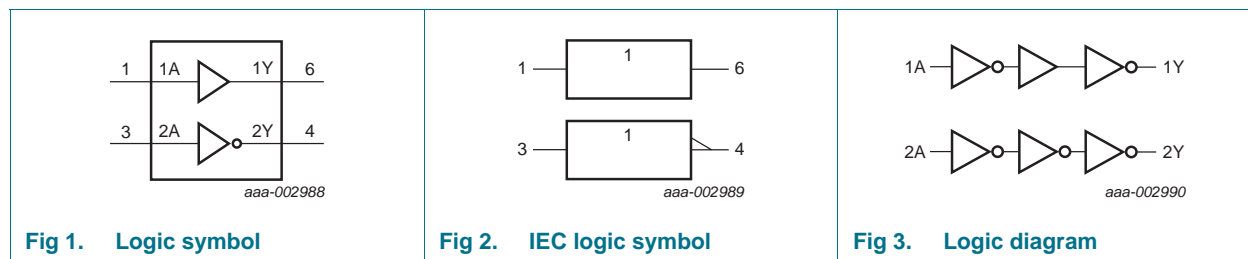 1 1A 1Y 6
3 2A 2Y 4
aaa-002988
Fig 1. Logic symbol
1 1 6
3 1 4
aaa-002989
Fig 2. IEC logic symbol
1A 1Y
2A 2Y
aaa-002990
Fig 3. Logic diagram